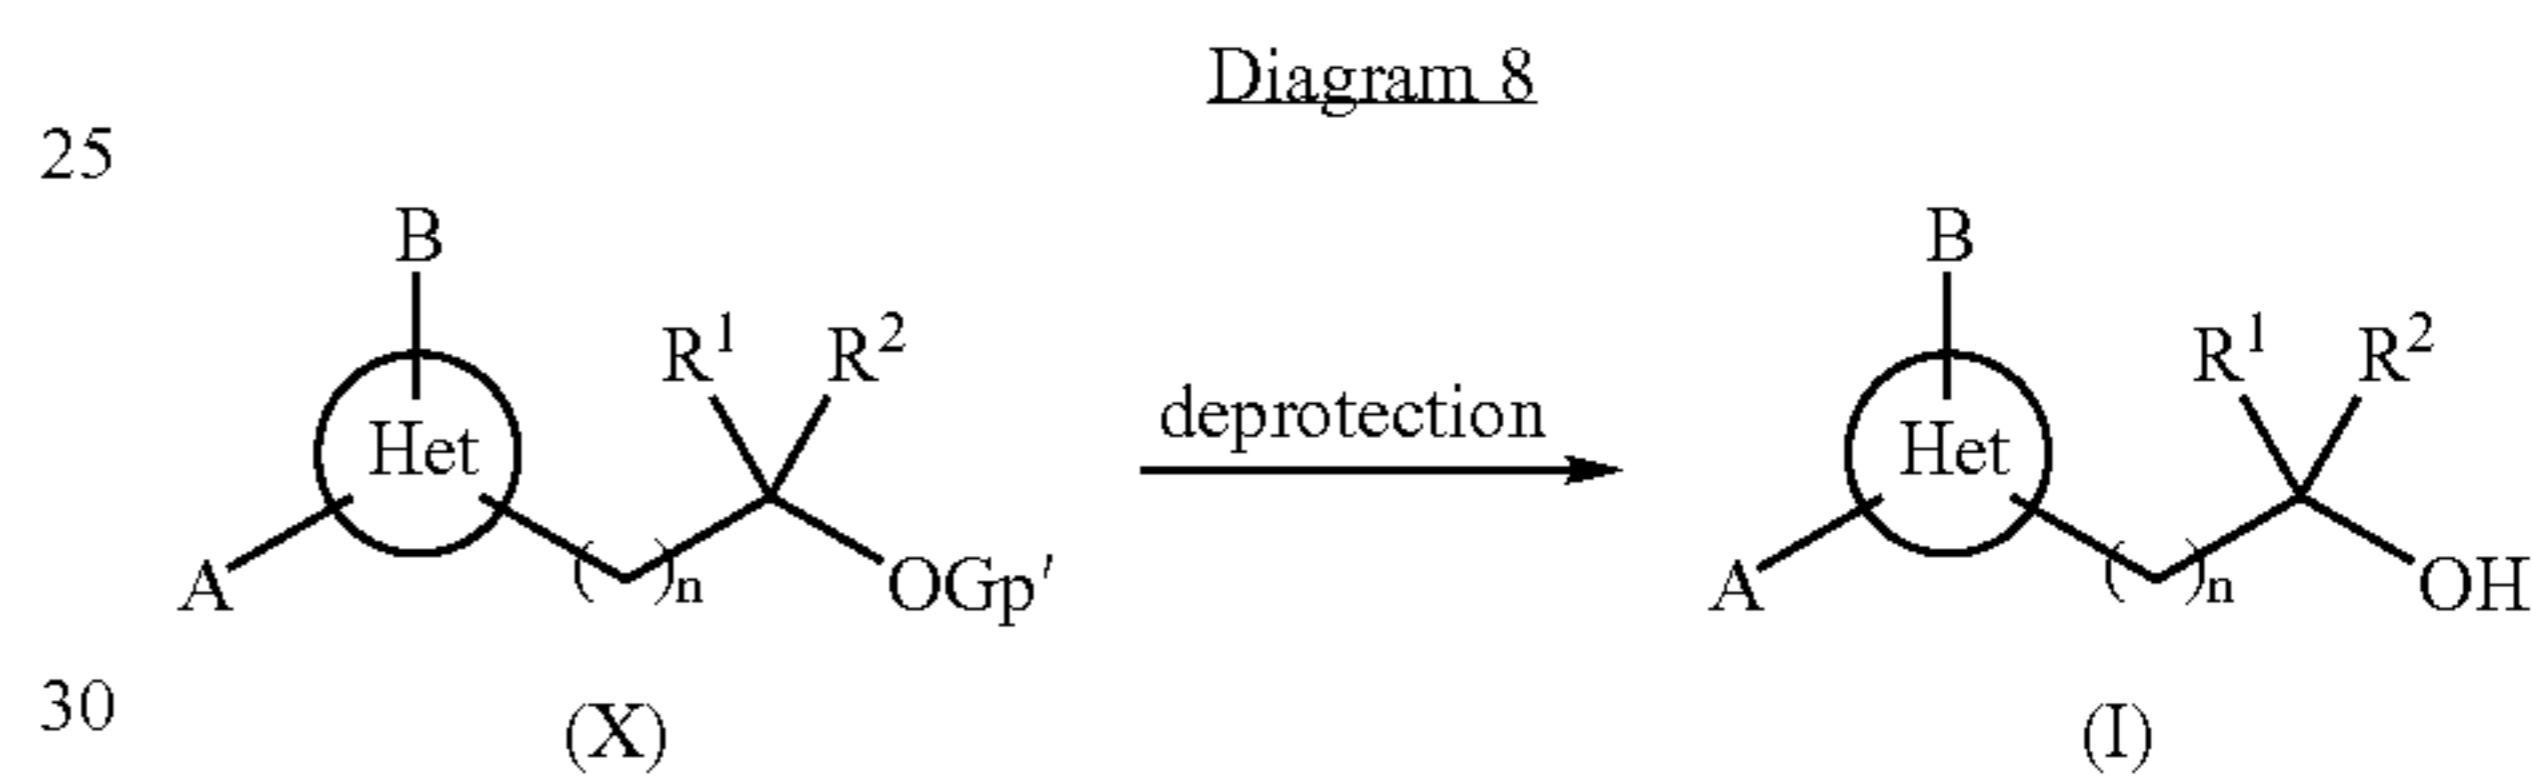 Diagram 8
25
B B
R1 R2 R1 R2
deprotection
Het Het
A ( )n OGp' A ( )n OH
30 (X) (I)